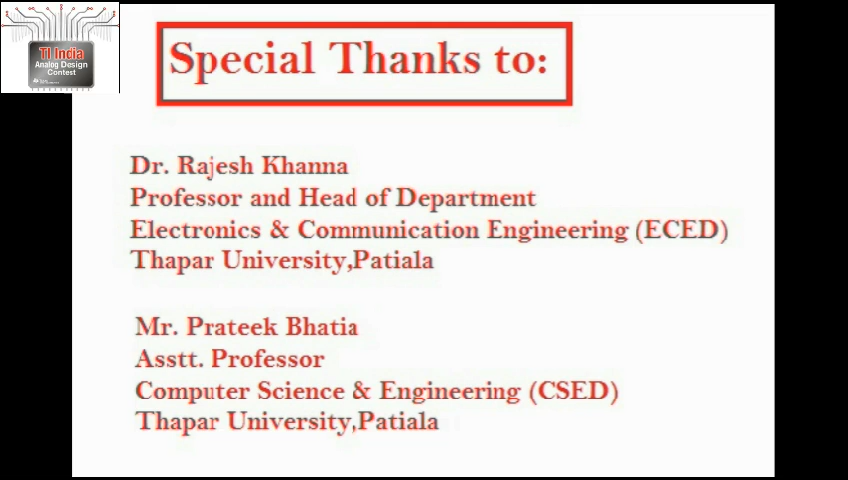 TI India
Analog Design
Contest
Special Thanks to:
Dr. Rajesh Khanna
Professor and Head of Department
Electronics & Communication Engineering (ECED)
Thapar University,Patiala
Mr. Prateek Bhatia
Asstt. Professor
Computer Science & Engineering (CSED)
Thapar University,Patiala